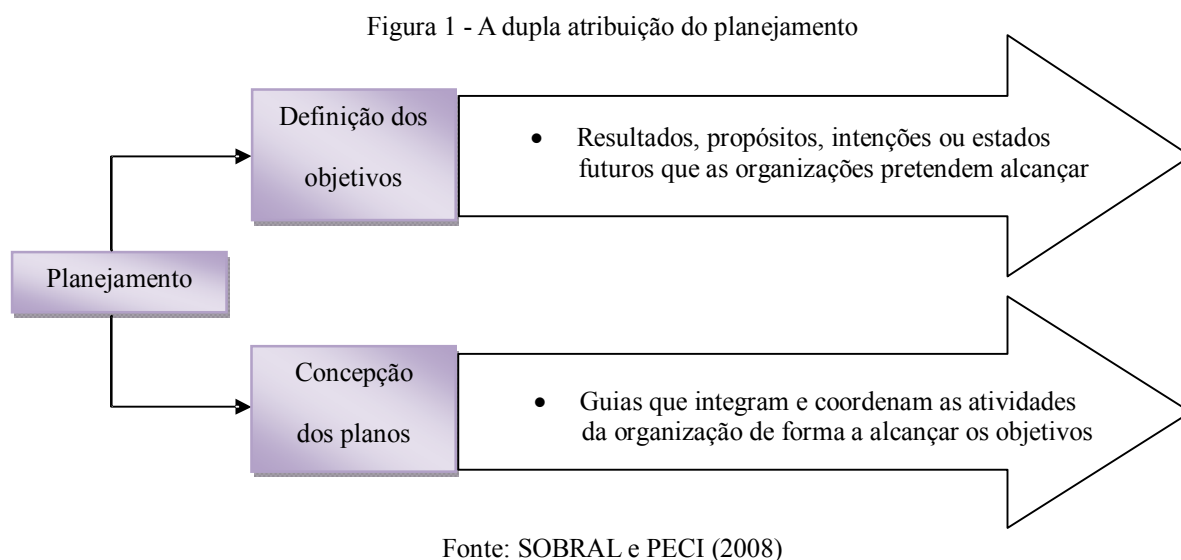 Figura 1 - A dupla atribuição do planejamento
Definição dos
objetivos
• Resultados, propósitos, intenções ou estados
futuros que as organizações pretendem alcançar
Planejamento
Concepção
dos planos
• Guias que integram e coordenam as atividades
da organização de forma a alcançar os objetivos
Fonte: SOBRAL e PECI (2008)